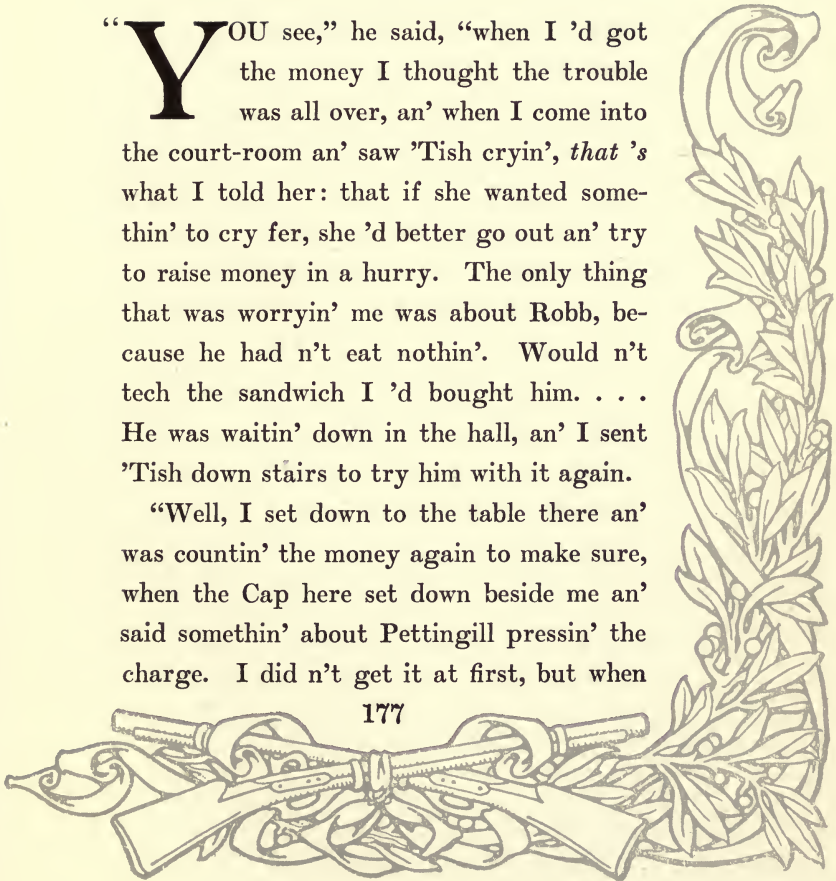 “YOU see,” he said, “when I ’d got
the money I thought the trouble
was all over, an’ when I come into
the court-room an’ saw ’Tish cryin’, that ’s
what I told her: that if she wanted some-
thin’ to cry fer, she ’d better go out an’ try
to raise money in a hurry. The only thing
that was worryin’ me was about Robb, be-
cause he had n’t eat nothin’. Would n’t
tech the sandwich I ’d bought him. . . .
He was waitin’ down in the hall, an’ I sent
’Tish down stairs to try him with it again.
“Well, I set down to the table there an’
was countin’ the money again to make sure,
when the Cap here set down beside me an’
said somethin’ about Pettingill pressin’ the
charge. I did n’t get it at first, but when
177